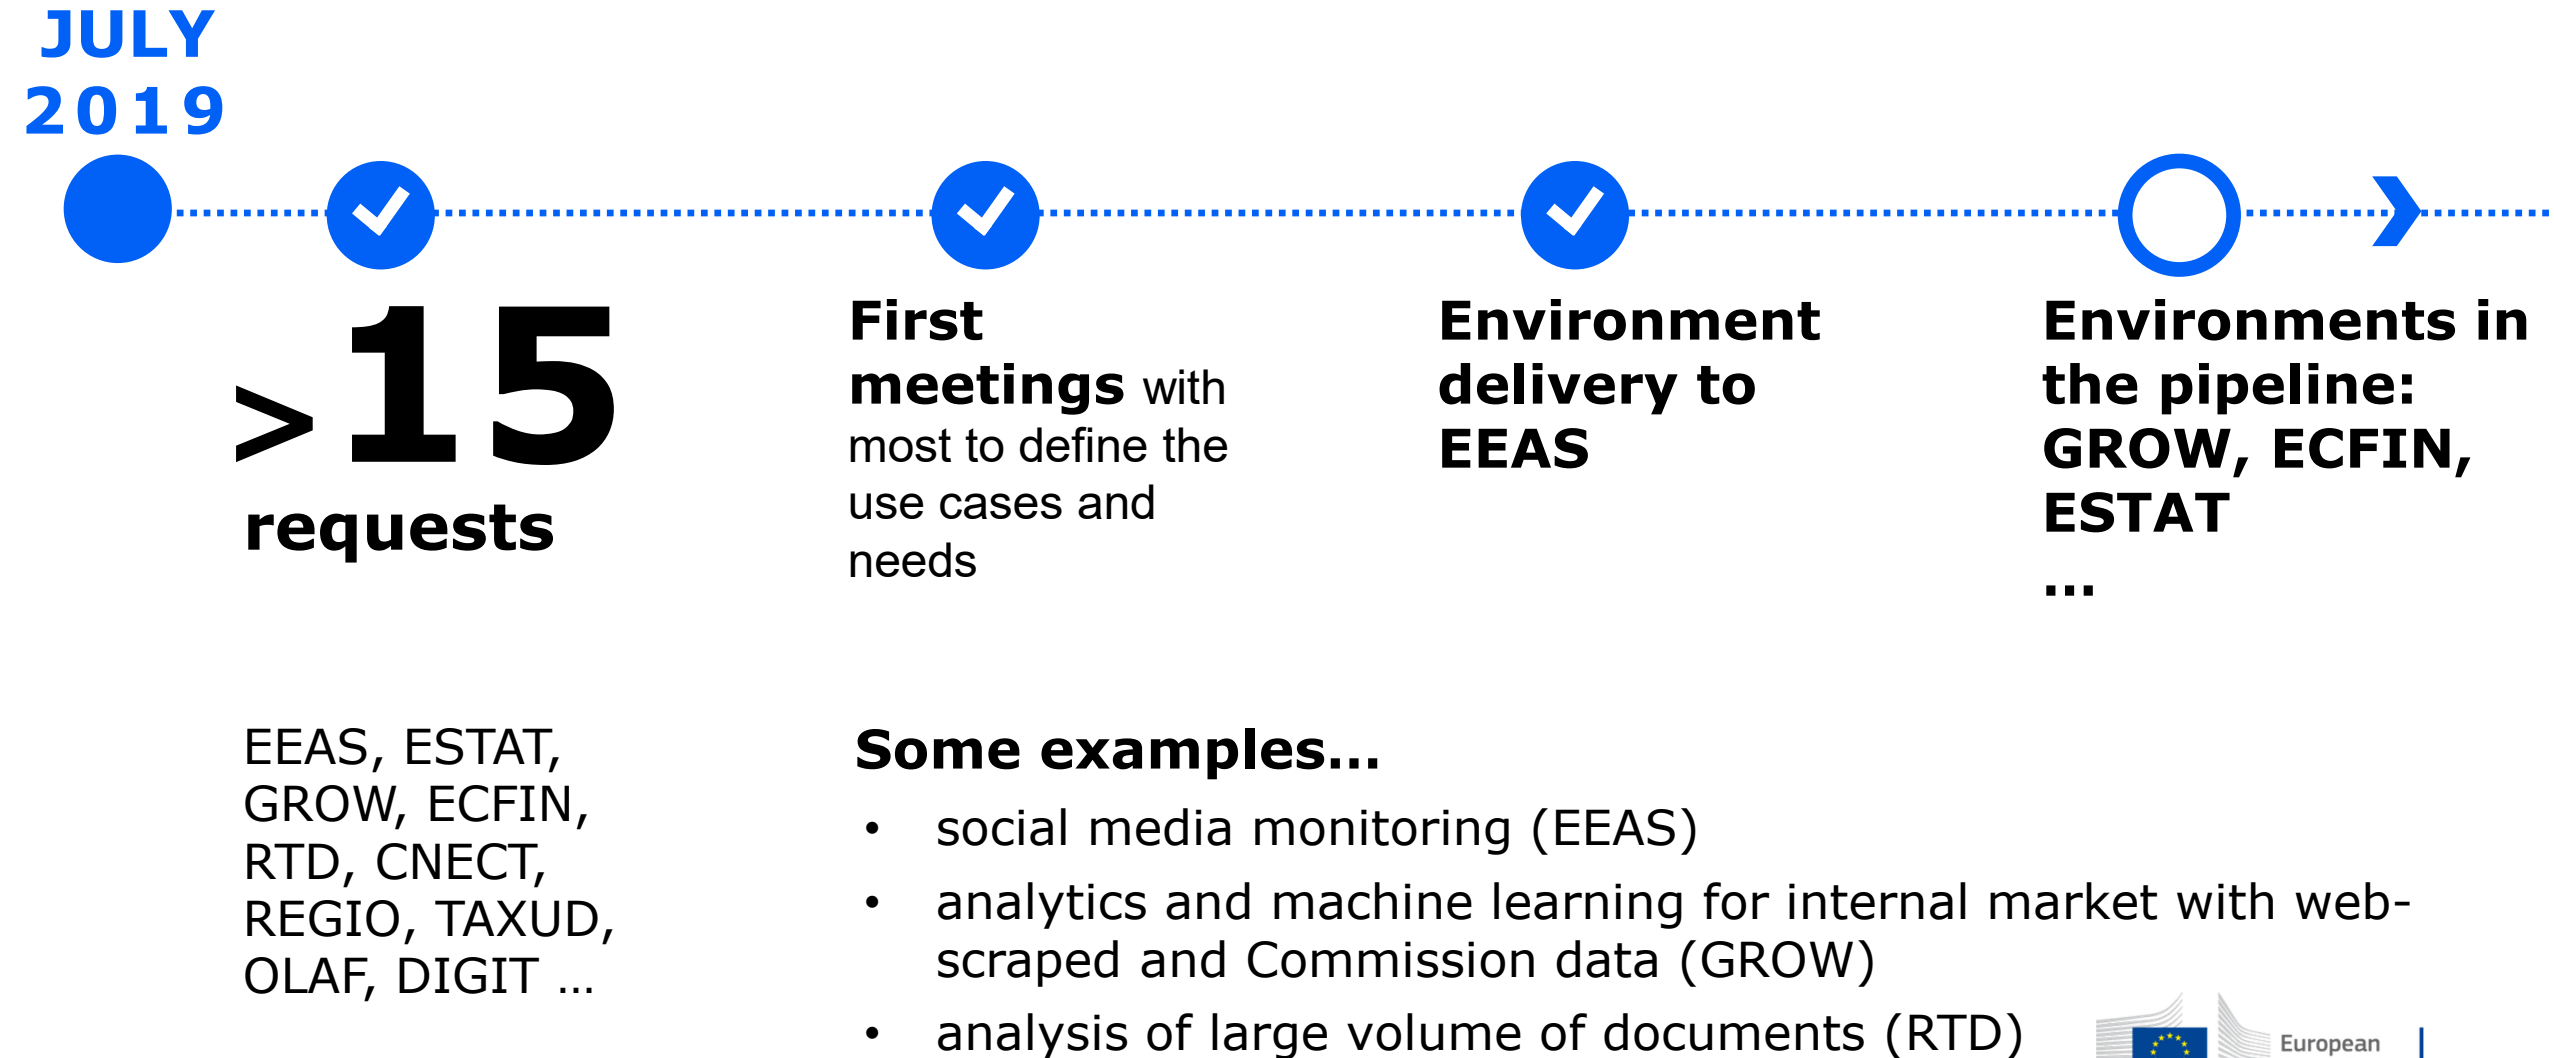 JULY
2019
>15
requests
First
meetings with
most to define the
use cases and
needs
Environment
delivery to
EEAS
Environments in
the pipeline:
GROW, ECFIN,
ESTAT
...
EEAS, ESTAT,
GROW, ECFIN,
RTD, CNECT,
REGIO, TAXUD,
OLAF, DIGIT …
Some examples…
• social media monitoring (EEAS)
• analytics and machine learning for internal market with web-
scraped and Commission data (GROW)
• analysis of large volume of documents (RTD)
European